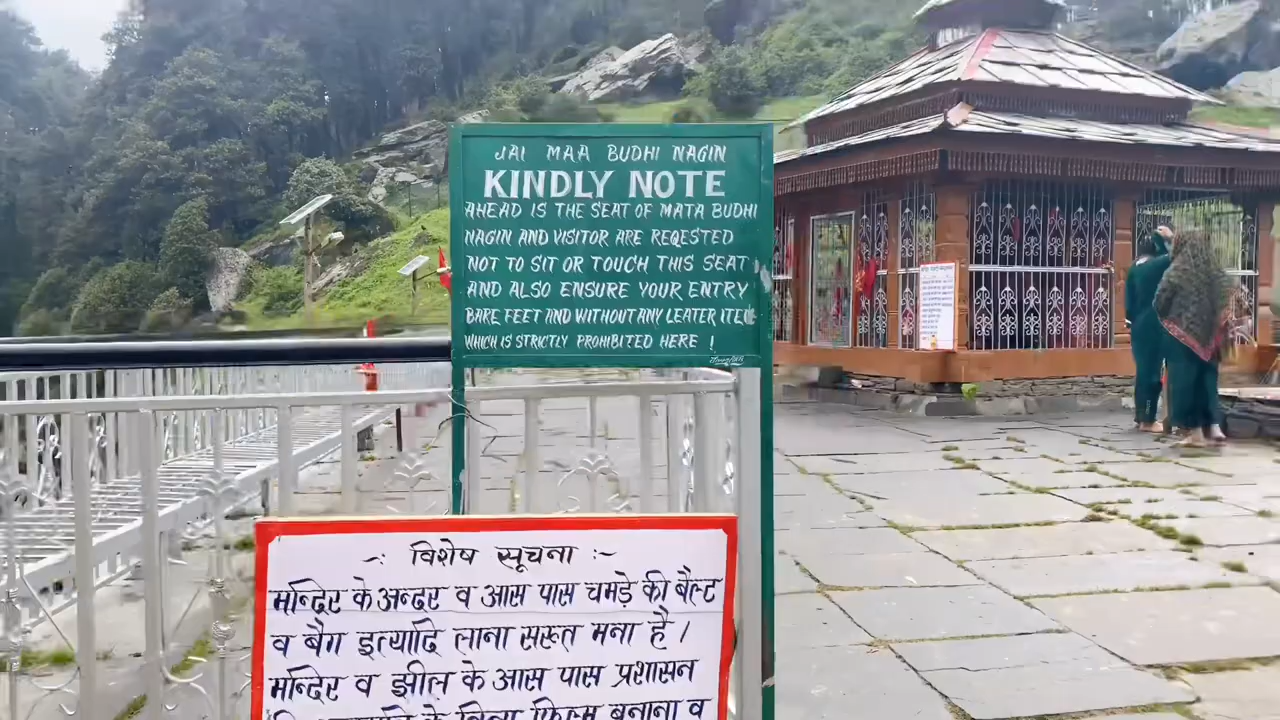 JAI MAA BUDHI NAGIN
KINDLY NOTE
AHEAD IS THE SEAT OF MATA BUDHI
NAGIN AND VISITOR ARE REQESTED
NOT TO SIT OR TOUCH THIS SEAT
AND ALSO ENSURE YOUR ENTRY
BARE FEET AND WITHOUT ANY LEATER ITEM
WHICH IS STRICTLY PROHIBITED HERE !
-: विशेष सूचना :-
मन्दिर के अन्दर व आस पास चमड़े की बैल्ट
व बैग इत्यादि लाना सख्त मना है ।
मन्दिर व झील के आस पास प्रशासन
के बिना फिल्म बनाना व